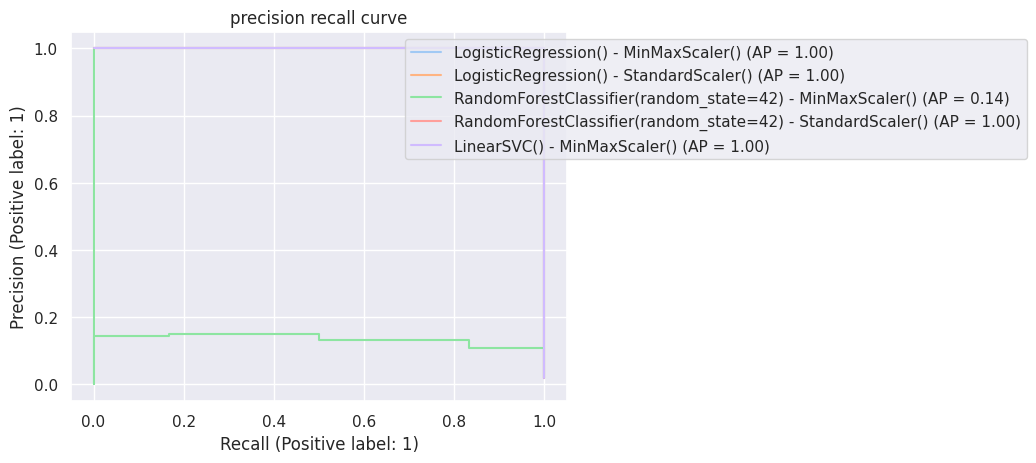 precision recall curve
1.0
0.8
0.6
0.4
0.2
0.0
Precision (Positive label: 1)
LogisticRegression() - MinMaxScaler() (AP = 1.00)
LogisticRegression() - StandardScaler() (AP = 1.00)
RandomForestClassifier(random_state=42) - MinMaxScaler() (AP = 0.14)
RandomForestClassifier(random_state=42) - StandardScaler() (AP = 1.00)
LinearSVC() - MinMaxScaler() (AP = 1.00)
0.0 0.2 0.4 0.6 0.8 1.0
Recall (Positive label: 1)